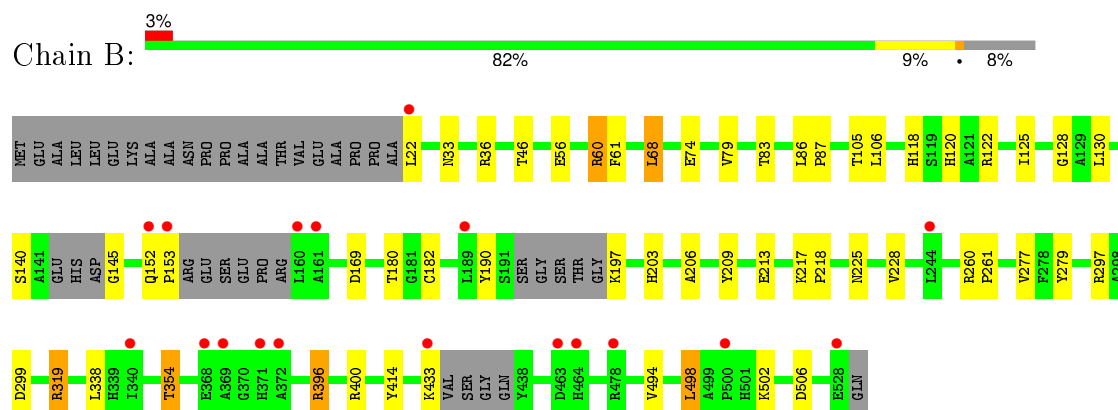 3%
Chain B:
82% 9% • 8%
MET GLU ALA LEU LEU GLU LYS ALA ALA ASN PRO PRO ALA ALA THR VAL GLU ALA PRO PRO ALA L22 N33 R36 T46 E56 R60 F61 L68 E74 V79 T83 L86 P87 T105 L106 H118 S119 H120 A121 R122 I125 G128 A129 L130
S140 A141 GLU HIS ASP G145 Q152 P153 ARG GLU SER GLU PRO ARG L160 A161 D169 T180 G181 C182 L189 Y190 S191 SER GLY SER THR GLY K197 H203 A206 Y209 E213 K217 P218 N225 V228 L244 R260 P261 V277 F278 Y279 R297 A298
D299 R319 L338 H339 I340 T354 E368 A369 G370 H371 A372 R396 R400 Y414 K433 VAL SER GLY GLN Y438 D463 H464 R478 V494 L498 A499 P500 H501 K502 D506 E528 GLN